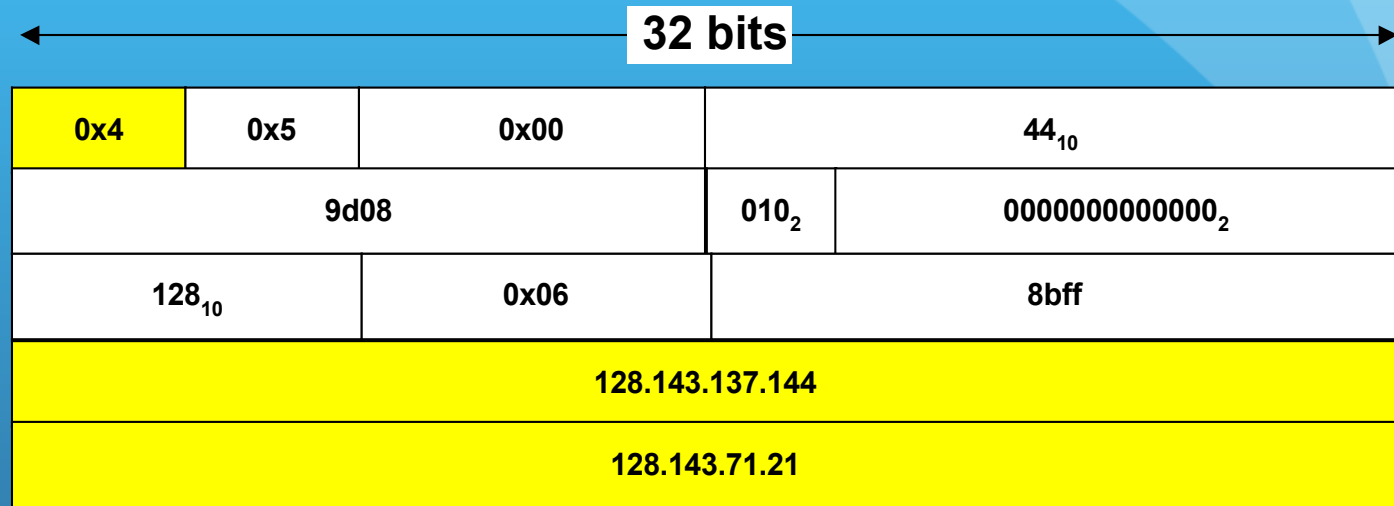 32 bits
0x4 0x5 0x00 44₁₀
9d08 010₂ 0000000000000₂
128₁₀ 0x06 8bff
128.143.137.144
128.143.71.21